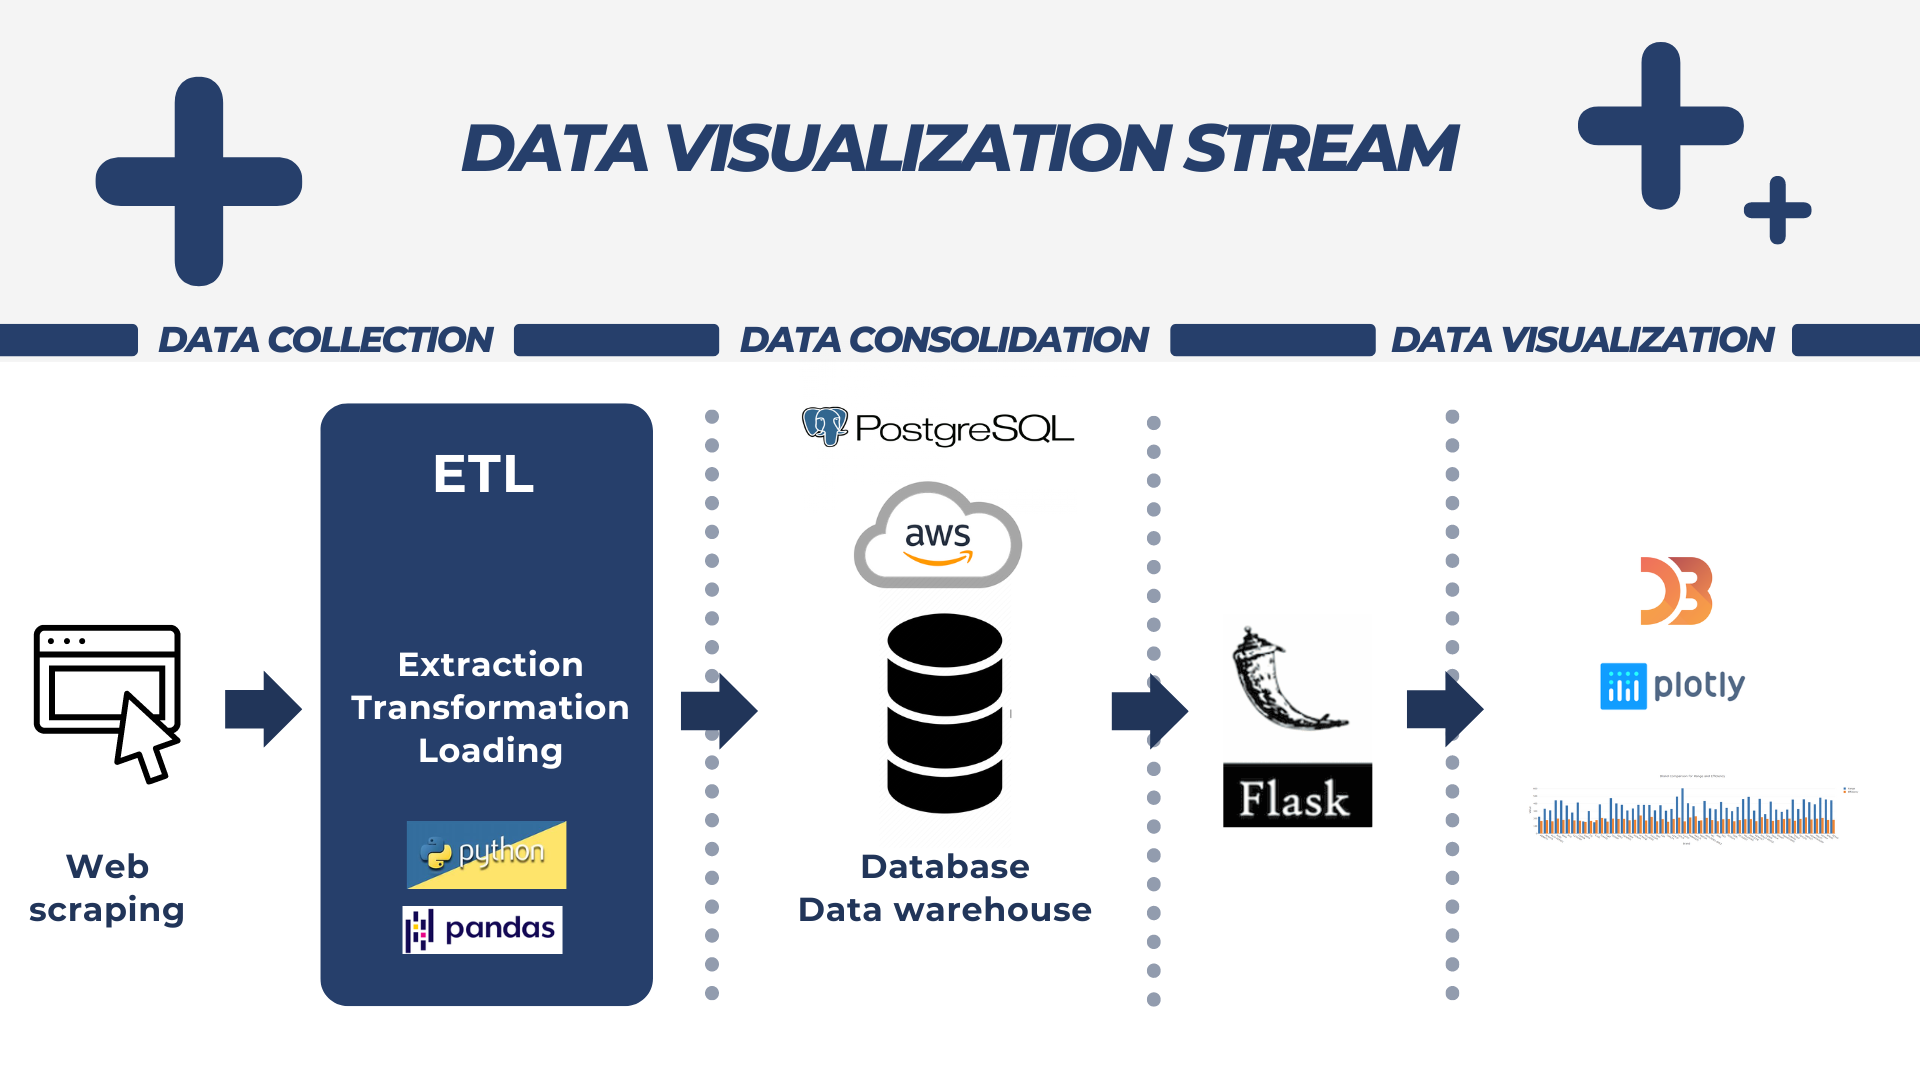 DATA VISUALIZATION STREAM
DATA COLLECTION
DATA CONSOLIDATION
DATA VISUALIZATION
Web
scraping
ETL
Extraction
Transformation
Loading
python
pandas
PostgreSQL
aws
Database
Data warehouse
Flask
D3
plotly